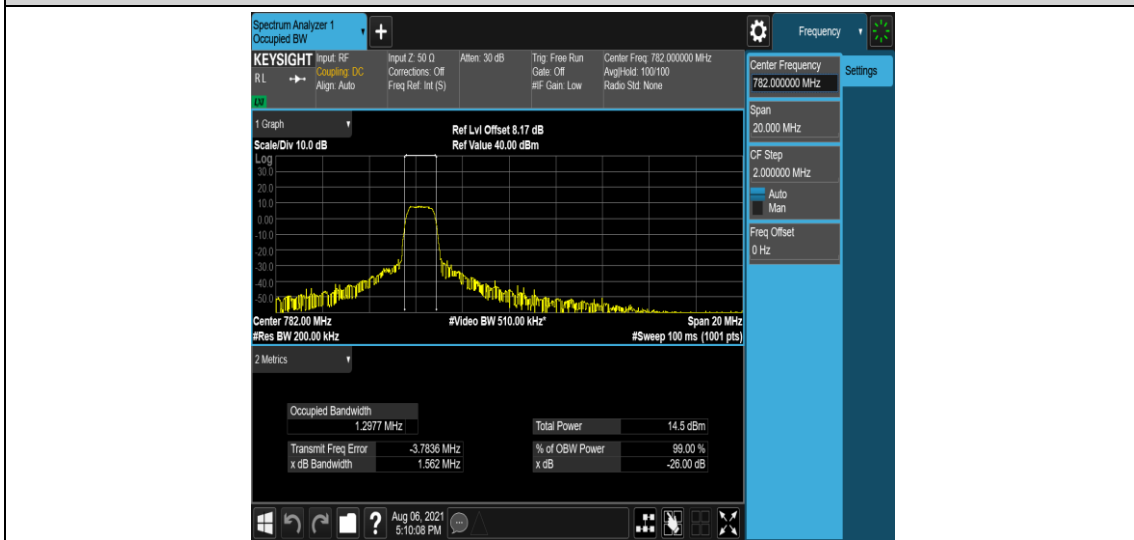 Spectrum Analyzer 1
Occupied BW
+
Frequency
KEYSIGHT
RL
LXI
Input: RF
Coupling: DC
Align: Auto
Input Z: 50 Ω
Corrections: Off
Freq Ref: Int (S)
Atten: 30 dB
Trig: Free Run
Gate: Off
#IF Gain: Low
Center Freq: 782.000000 MHz
Avg|Hold: 100/100
Radio Std: None
Center Frequency
782.000000 MHz
Settings
Span
20.000 MHz
CF Step
2.000000 MHz
Auto
Man
Freq Offset
0 Hz
1 Graph
Ref Lvl Offset 8.17 dB
Scale/Div 10.0 dB
Ref Value 40.00 dBm
Log
30.0
20.0
10.0
0.00
-10.0
-20.0
-30.0
-40.0
-50.0
Center 782.00 MHz
#Video BW 510.00 kHz*
Span 20 MHz
#Res BW 200.00 kHz
#Sweep 100 ms (1001 pts)
2 Metrics
Occupied Bandwidth
1.2977 MHz
Total Power 14.5 dBm
Transmit Freq Error -3.7836 MHz
% of OBW Power 99.00 %
x dB Bandwidth 1.562 MHz
x dB -26.00 dB
?
Aug 06, 2021
5:10:08 PM